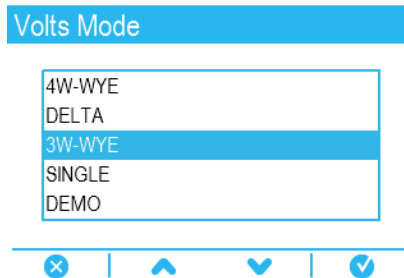 Volts Mode
4W-WYE
DELTA
3W-WYE
SINGLE
DEMO